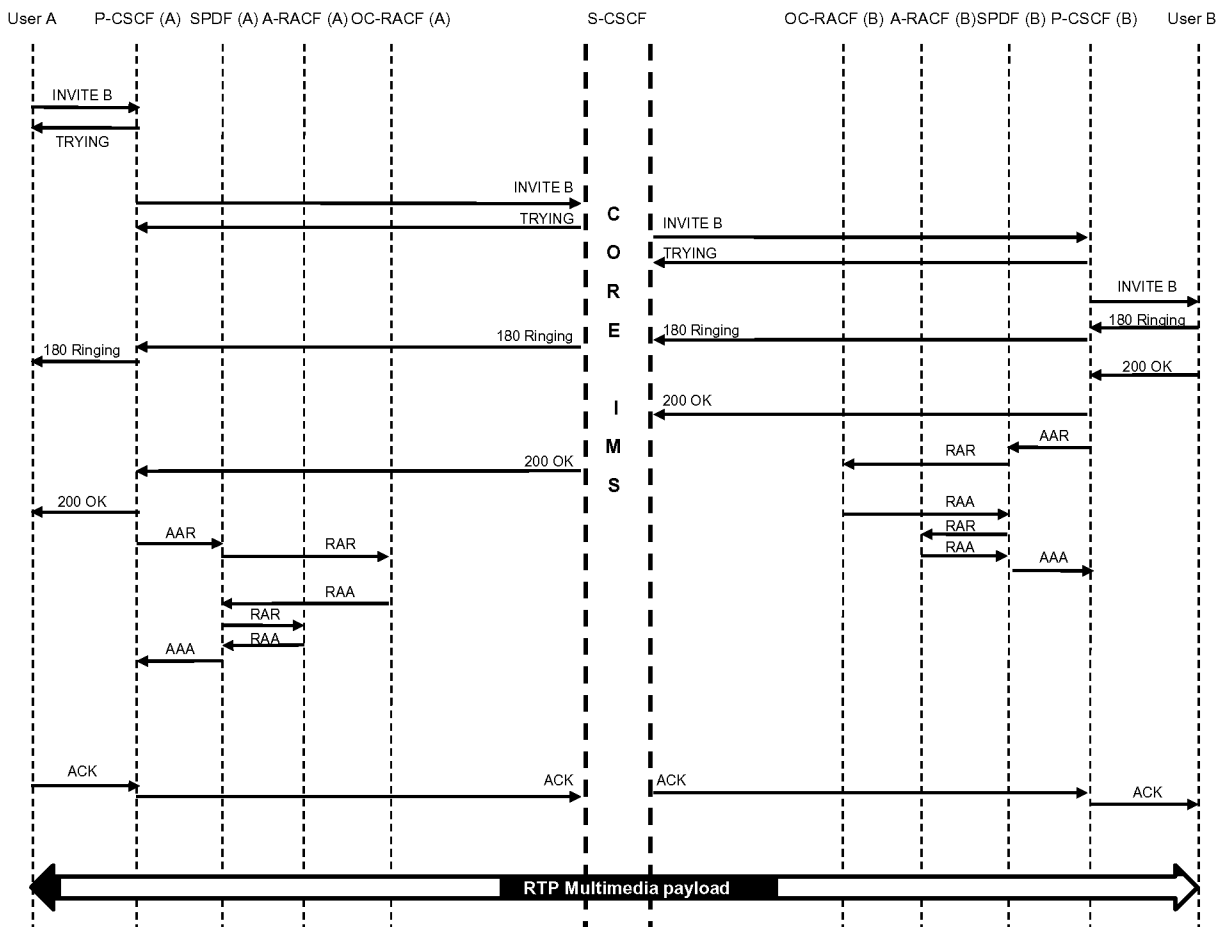 User A
P-CSCF (A)
SPDF (A)
A-RACF (A)
OC-RACF (A)
S-CSCF
OC-RACF (B)
A-RACF (B)
SPDF (B)
P-CSCF (B)
User B
INVITE B
TRYING
INVITE B
TRYING
INVITE B
TRYING
INVITE B
180 Ringing
180 Ringing
180 Ringing
180 Ringing
200 OK
200 OK
AAR
RAR
200 OK
200 OK
RAA
RAR
RAA
AAA
AAR
RAR
RAA
RAR
RAA
AAA
CORE IMS
ACK
ACK
ACK
ACK
RTP Multimedia payload